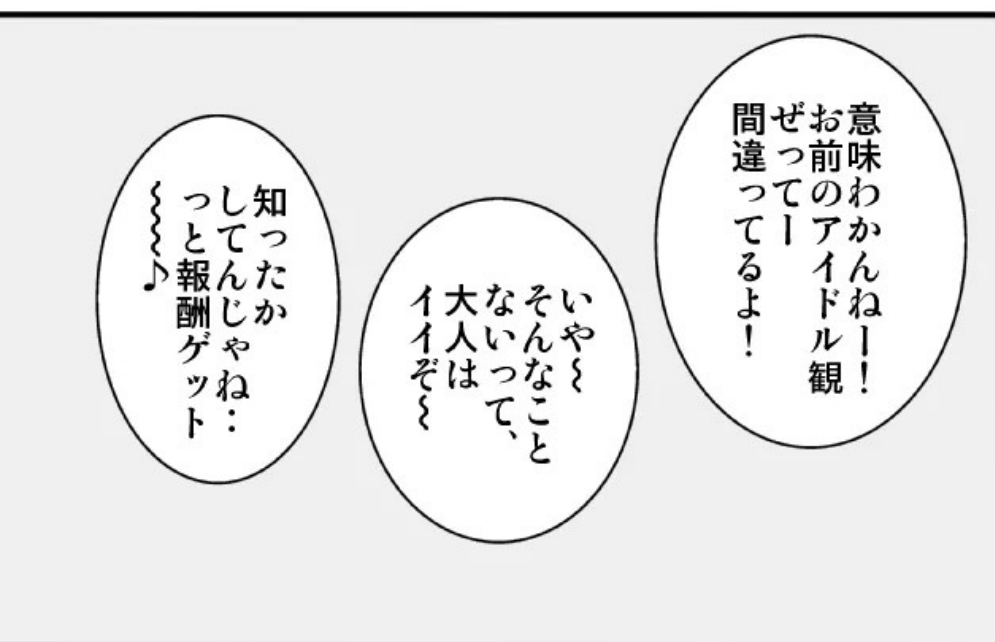 意味わかんねー！
お前のアイドル観
ぜってー
間違ってるよ！
いや〜
そんなこと
ないって、
大人は
イイぞ〜
知ったか
してんじゃね‥
っと報酬ゲット
〜〜〜♪